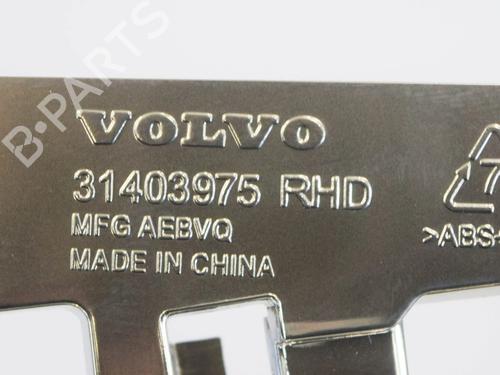 B-PARTS
VOLVO
31403975 RHD
7
MFG AEBVQ
>ABS+
MADE IN CHINA